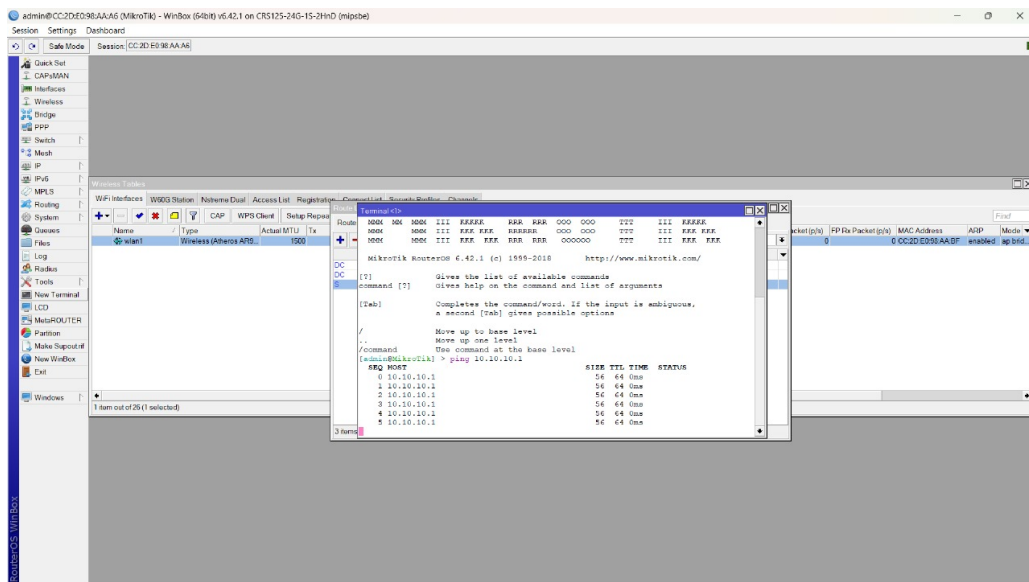 admin@CC:2D:E0:98:AA:A6 (MikroTik) - WinBox (64bit) v6.42.1 on CRS125-24G-1S-2HnD (mipsbe)
Session Settings Dashboard
Safe Mode Session: CC:2D:E0:98:AA:A6
Quick Set
CAPsMAN
Interfaces
Wireless
Bridge
PPP
Switch
Mesh
IP
IPv6
MPLS
Routing
System
Queues
Files
Log
Radius
Tools
New Terminal
LCD
MetaROUTER
Partition
Make Supout.rif
New WinBox
Exit
Windows
RouterOS WinBox
Wireless Tables
WiFi Interfaces W60G Station Nstreme Dual Access List Registration Connect List Security Profiles Channels
CAP WPS Client Setup Repea
Find
Name / Type Actual MTU Tx
acket (p/s) FP Rx Packet (p/s) MAC Address ARP Mode
wlan1 Wireless (Atheros AR9... 1500
0 0 CC:2D:E0:98:AA:BF enabled ap brid...
1 item out of 26 (1 selected)
Route
Route
DC
DC
S
3 items
Terminal <1>
MMM MM MMM III KKKKK RRR RRR OOO OOO TTT III KKKKK
MMM MMM III KKK KKK RRRRRR OOO OOO TTT III KKK KKK
MMM MMM III KKK KKK RRR RRR OOOOOO TTT III KKK KKK
MikroTik RouterOS 6.42.1 (c) 1999-2018 http://www.mikrotik.com/
[?] Gives the list of available commands
command [?] Gives help on the command and list of arguments
[Tab] Completes the command/word. If the input is ambiguous,
a second [Tab] gives possible options
/ Move up to base level
.. Move up one level
/command Use command at the base level
[admin@MikroTik] > ping 10.10.10.1
SEQ HOST SIZE TTL TIME STATUS
0 10.10.10.1 56 64 0ms
1 10.10.10.1 56 64 0ms
2 10.10.10.1 56 64 0ms
3 10.10.10.1 56 64 0ms
4 10.10.10.1 56 64 0ms
5 10.10.10.1 56 64 0ms